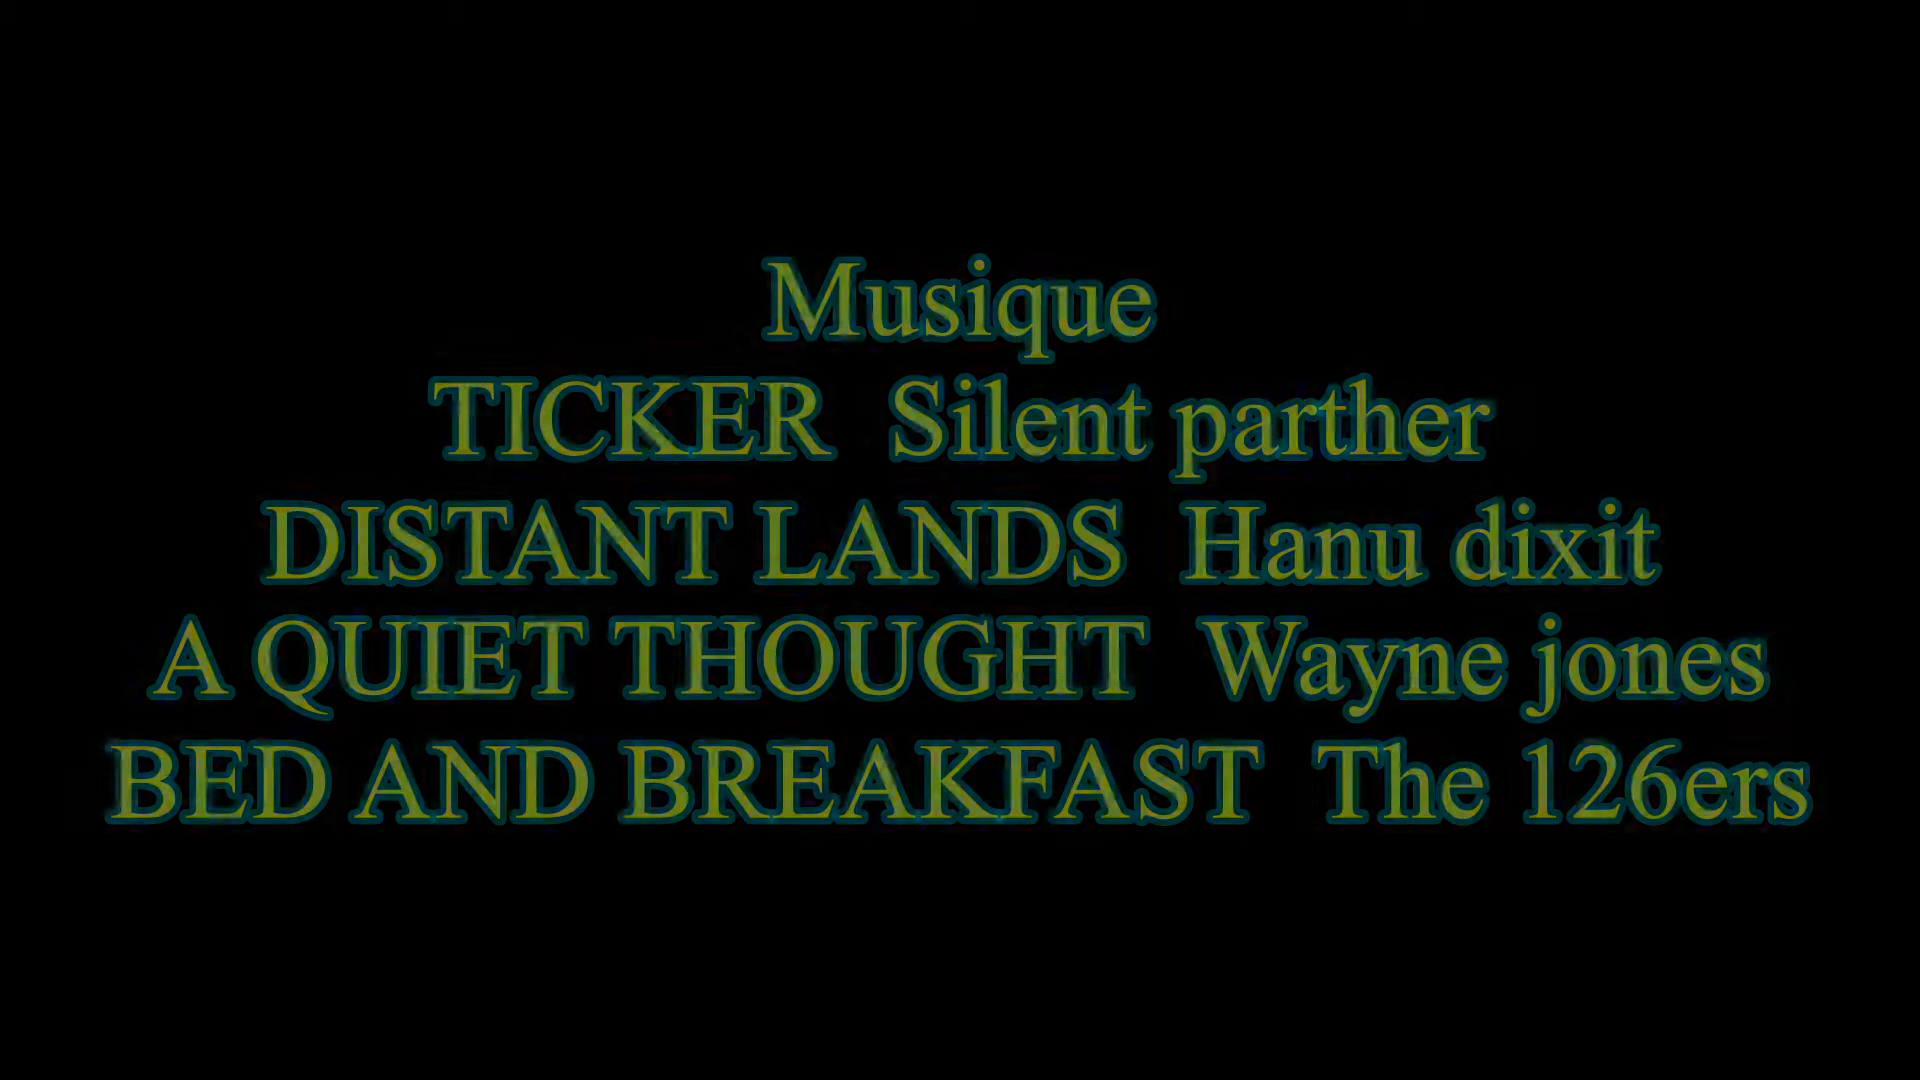 Musique
TICKER  Silent parther
DISTANT LANDS  Hanu dixit
A QUIET THOUGHT  Wayne jones
BED AND BREAKFAST  The 126ers